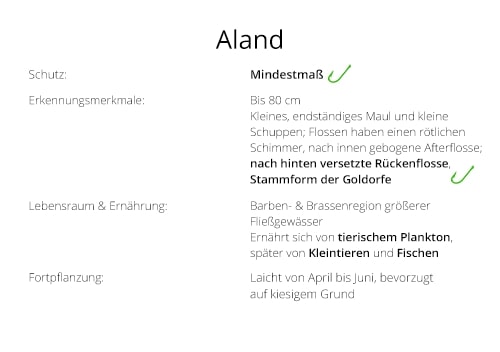 Aland
Schutz:
Mindestmaß
Erkennungsmerkmale:
Bis 80 cm
Kleines, endständiges Maul und kleine
Schuppen; Flossen haben einen rötlichen
Schimmer, nach innen gebogene Afterflosse;
nach hinten versetzte Rückenflosse,
Stammform der Goldorfe
Lebensraum & Ernährung:
Barben- & Brassenregion größerer
Fließgewässer
Ernährt sich von tierischem Plankton,
später von Kleintieren und Fischen
Fortpflanzung:
Laicht von April bis Juni, bevorzugt
auf kiesigem Grund